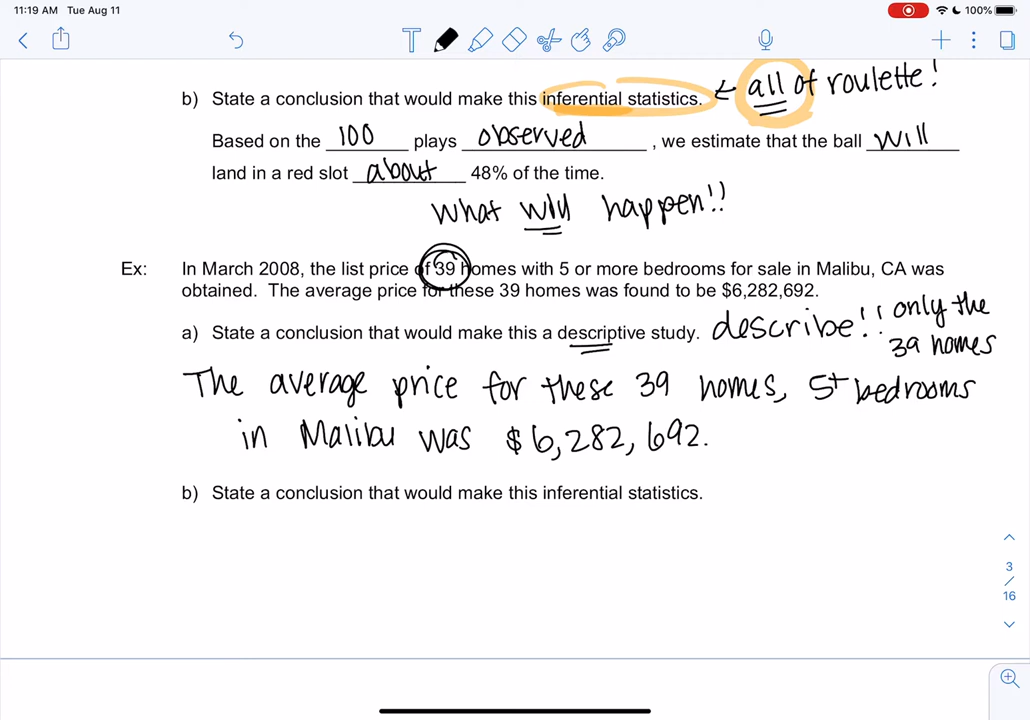 11:19 AM Tue Aug 11
100%
T
all of roulette!
b) State a conclusion that would make this inferential statistics.
Based on the 100 plays observed , we estimate that the ball will
land in a red slot about 48% of the time.
what will happen!!
Ex: In March 2008, the list price of 39 homes with 5 or more bedrooms for sale in Malibu, CA was
obtained. The average price for these 39 homes was found to be $6,282,692.
a) State a conclusion that would make this a descriptive study. describe!! only the
39 homes
The average price for these 39 homes, 5+ bedrooms
in Malibu was $6,282,692.
b) State a conclusion that would make this inferential statistics.
3
/
16